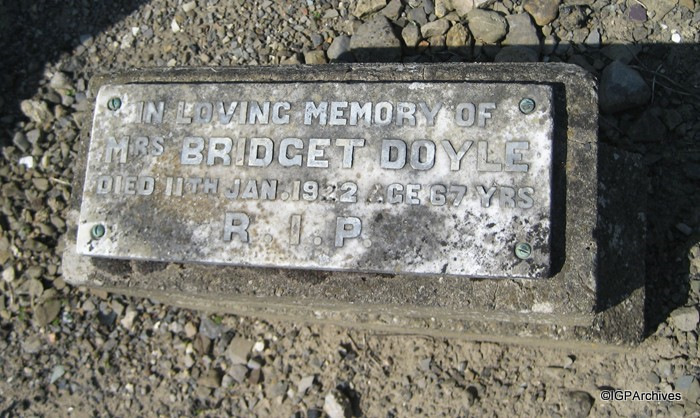 IN LOVING MEMORY OF
MRS BRIDGET DOYLE
DIED 11TH JAN. 1922 AGE 67 YRS
R.I.P.
©IGPArchives